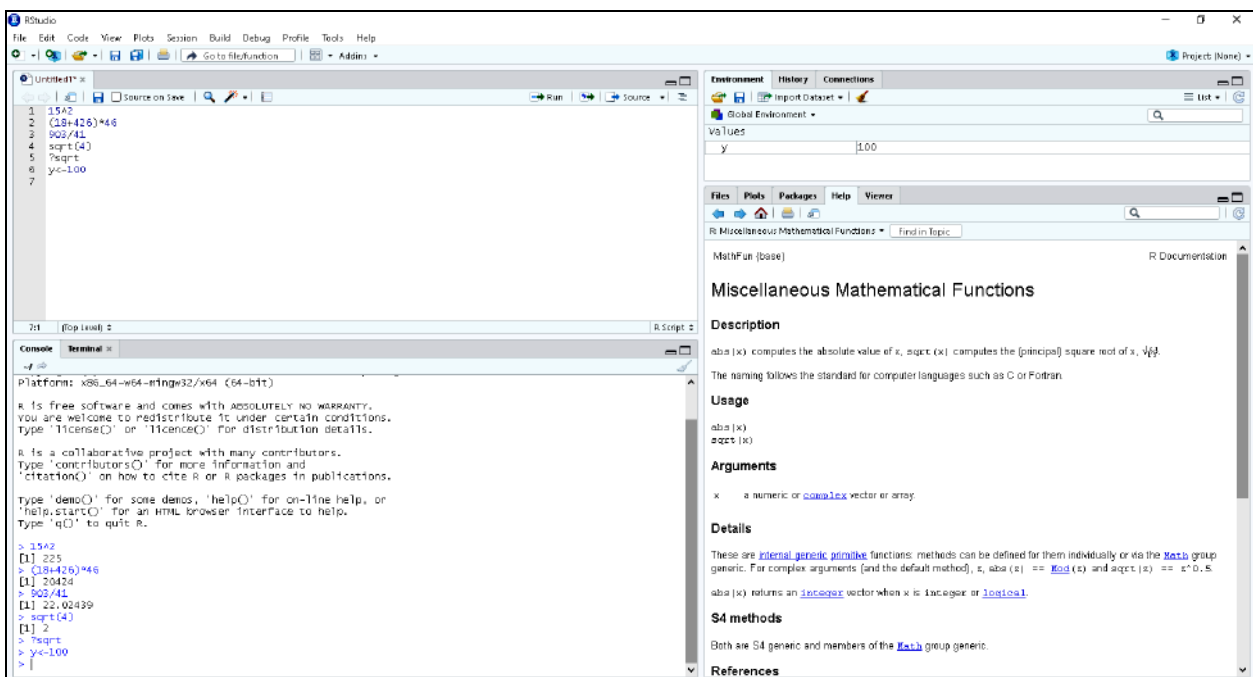 RStudio
File Edit Code View Plots Session Build Debug Profile Tools Help
Go to file/function Addins
Project: (None)
Untitled1*
Source on Save Run Source
1 15^2
2 (18+426)*46
3 903/41
4 sqrt(4)
5 ?sqrt
6 y<-100
7
7:1 (Top Level) R Script
Console Terminal
Platform: x86_64-w64-mingw32/x64 (64-bit)
R is free software and comes with ABSOLUTELY NO WARRANTY.
You are welcome to redistribute it under certain conditions.
Type 'license()' or 'licence()' for distribution details.
R is a collaborative project with many contributors.
Type 'contributors()' for more information and
'citation()' on how to cite R or R packages in publications.
Type 'demo()' for some demos, 'help()' for on-line help, or
'help.start()' for an HTML browser interface to help.
Type 'q()' to quit R.
> 15^2
[1] 225
> (18+426)*46
[1] 20424
> 903/41
[1] 22.02439
> sqrt(4)
[1] 2
> ?sqrt
> y<-100
>
Environment History Connections
Import Dataset List
Global Environment
Values
y 100
Files Plots Packages Help Viewer
R: Miscellaneous Mathematical Functions Find in Topic
MathFun {base} R Documentation
Miscellaneous Mathematical Functions
Description
abs(x) computes the absolute value of x, sqrt(x) computes the (principal) square root of x,
The naming follows the standard for computer languages such as C or Fortran.
Usage
abs(x)
sqrt(x)
Arguments
x a numeric or complex vector or array.
Details
These are internal generic primitive functions: methods can be defined for them individually or via the Math group
generic. For complex arguments (and the default method), z, abs(z) == Mod(z) and sqrt(z) == z^0.5.
abs(x) returns an integer vector when x is integer or logical.
S4 methods
Both are S4 generic and members of the Math group generic.
References